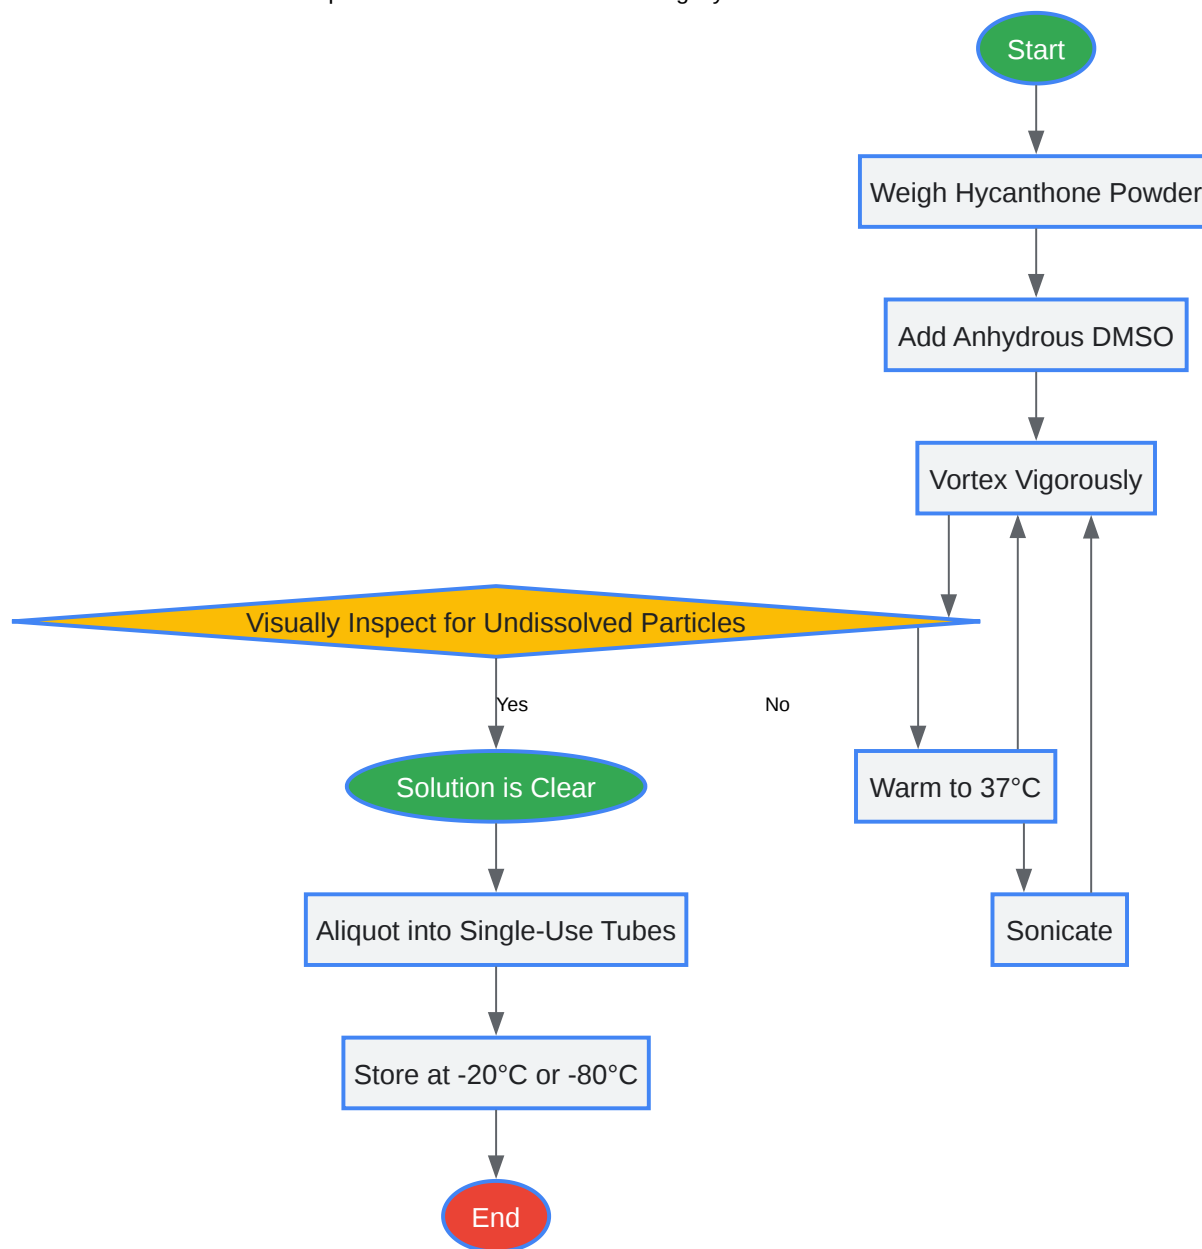 Start
Weigh Hycanthone Powder
Add Anhydrous DMSO
Vortex Vigorously
Visually Inspect for Undissolved Particles
Yes
No
Solution is Clear
Warm to 37°C
Aliquot into Single-Use Tubes
Sonicate
Store at -20°C or -80°C
End